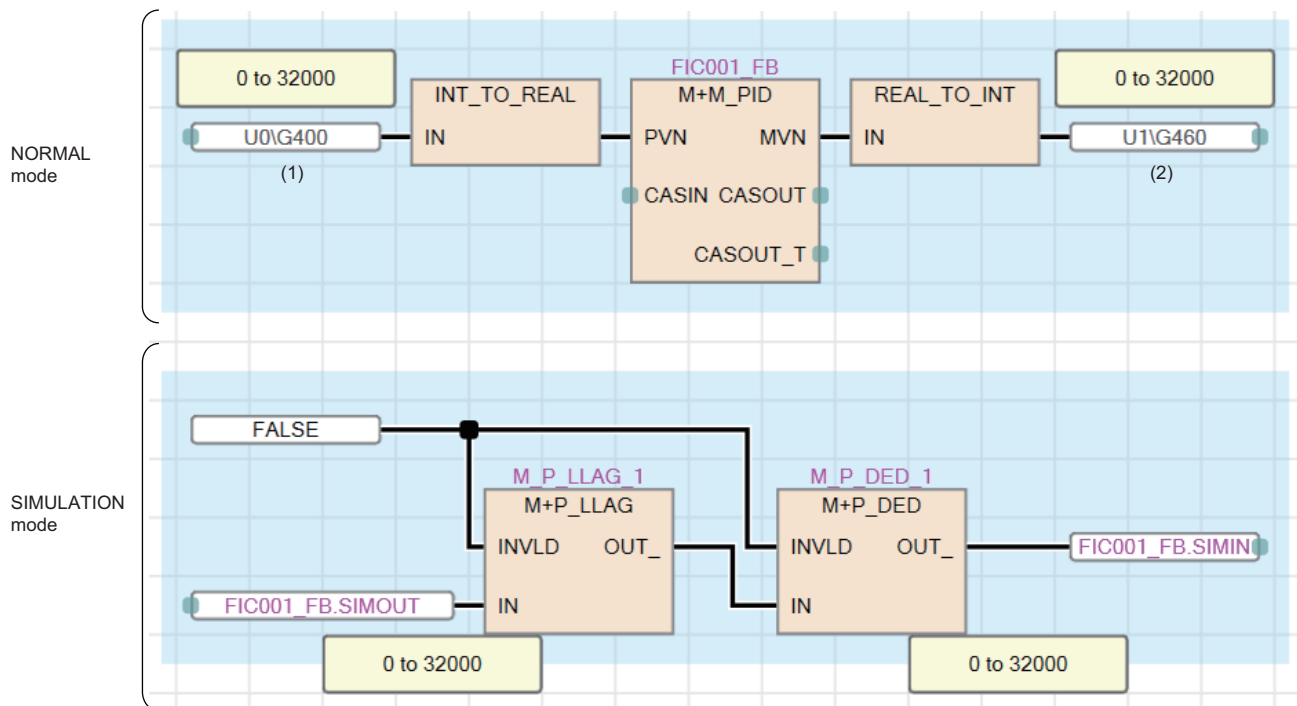 NORMAL
mode
0 to 32000
0 to 32000
FIC001_FB
INT_TO_REAL
M+M_PID
REAL_TO_INT
U0\G400
IN
PVN
MVN
IN
U1\G460
(1)
(2)
CASIN
CASOUT
CASOUT_T
SIMULATION
mode
FALSE
M_P_LLAG_1
M_P_DED_1
M+P_LLAG
M+P_DED
INVLD
OUT_
INVLD
OUT_
FIC001_FB.SIMIN
FIC001_FB.SIMOUT
IN
IN
0 to 32000
0 to 32000